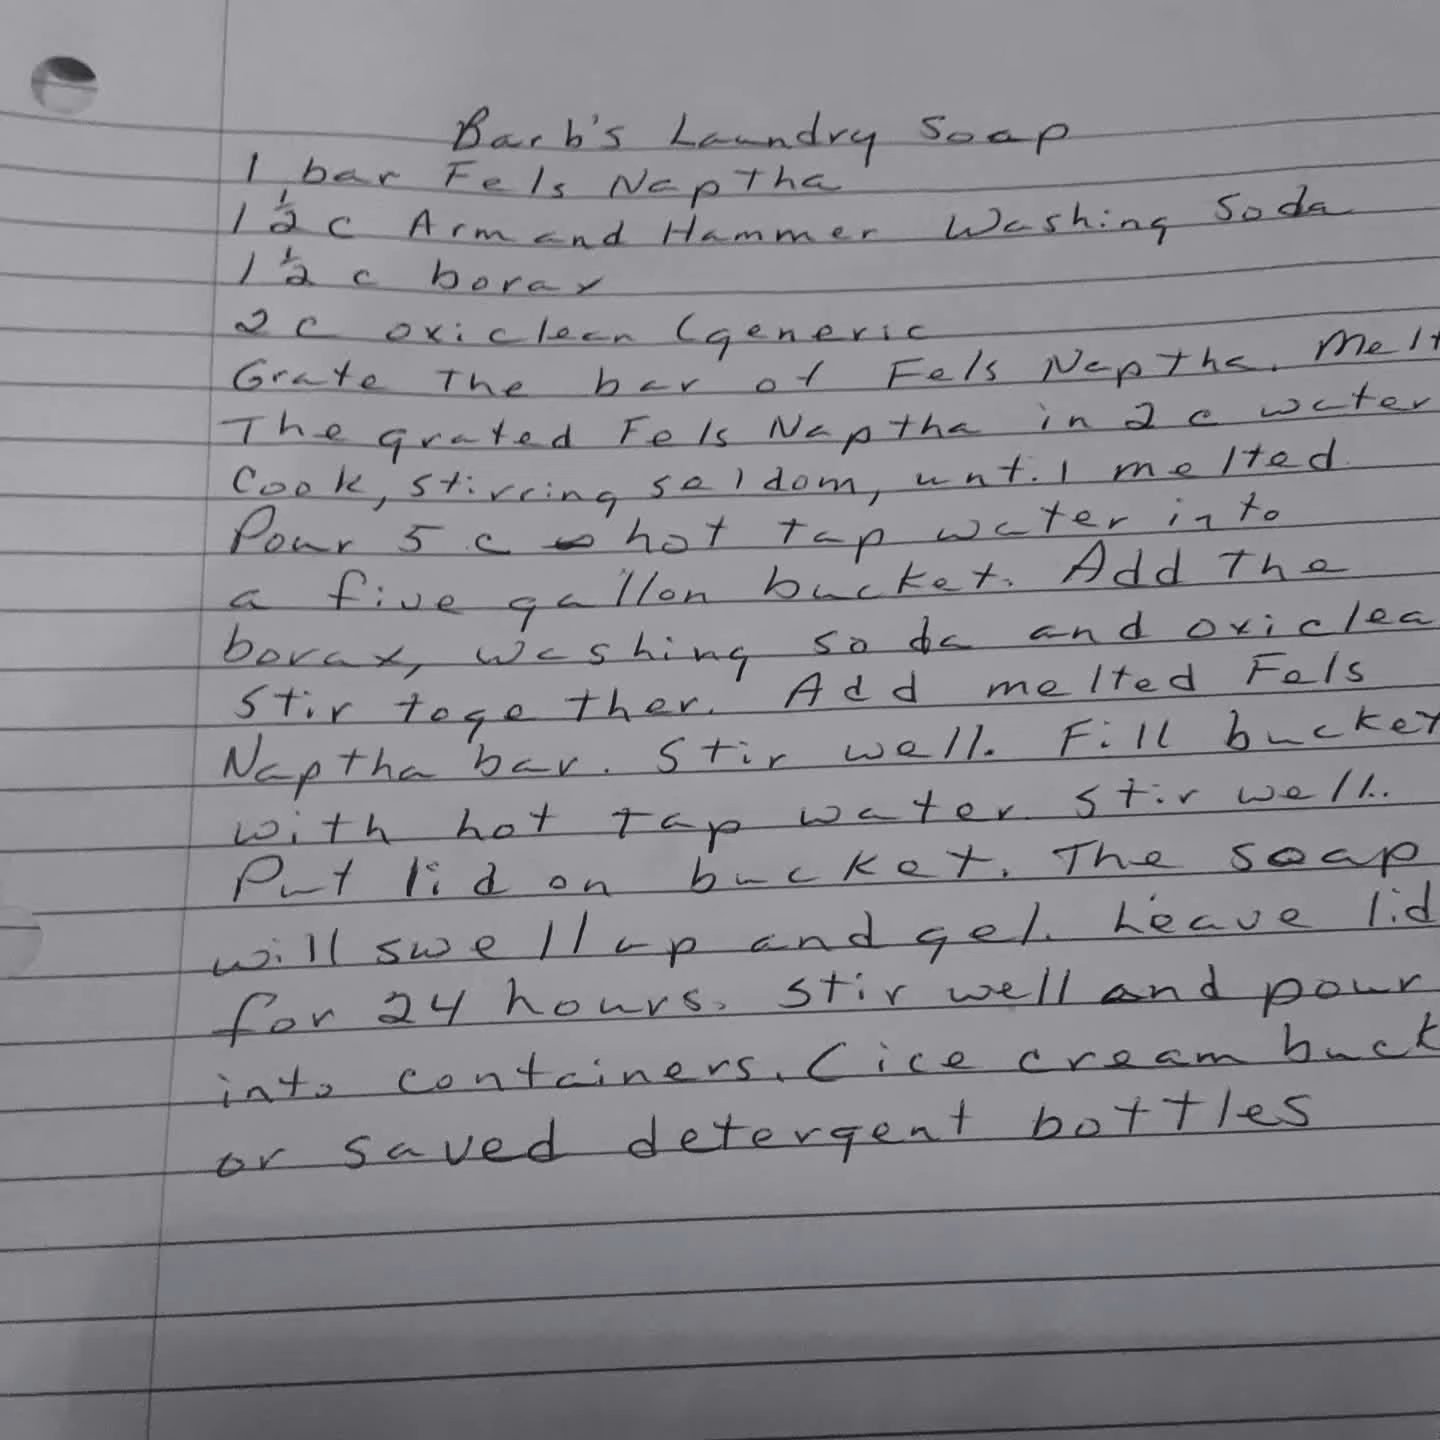 Barb's Laundry Soap
1 bar Fels Naptha
1 1/2 c Arm and Hammer Washing Soda
1 1/2 c borax
2 c oxiclean (generic
Grate The bar of Fels Naptha. Melt
The grated Fels Naptha in 2 c water
Cook, stirring seldom, until melted.
Pour 5 c hot tap water into
a five gallon bucket. Add The
borax, washing soda and oxiclea
Stir together. Add melted Fels
Naptha bar. Stir well. Fill bucket
with hot tap water. Stir well.
Put lid on bucket. The soap
will swell up and gel. Leave lid
for 24 hours. Stir well and pour
into containers. (ice cream buck
or saved detergent bottles